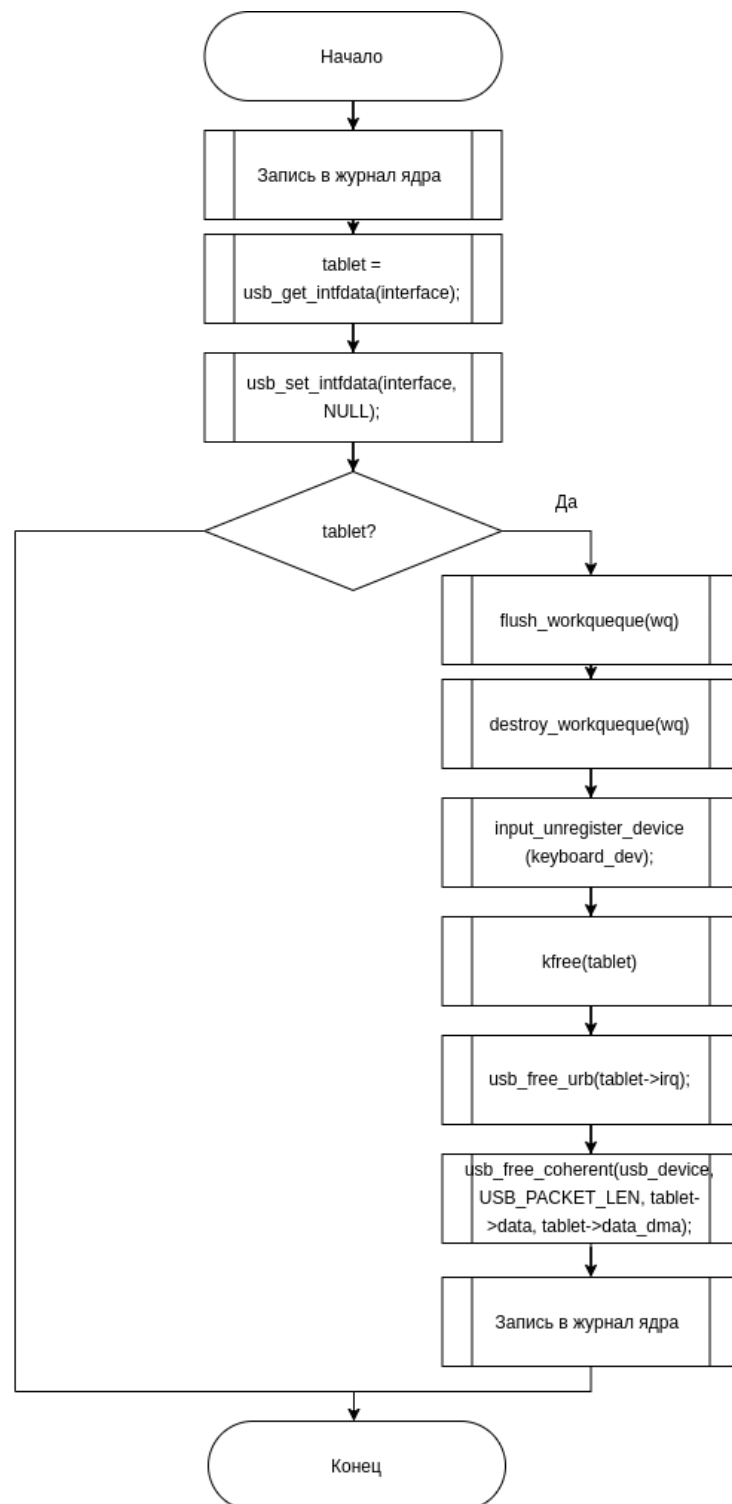 Начало
Запись в журнал ядра
tablet =
usb_get_intfdata(interface);
usb_set_intfdata(interface,
NULL);
tablet?
Да
flush_workqueque(wq)
destroy_workqueque(wq)
input_unregister_device
(keyboard_dev);
kfree(tablet)
usb_free_urb(tablet->irq);
usb_free_coherent(usb_device,
USB_PACKET_LEN, tablet-
>data, tablet->data_dma);
Запись в журнал ядра
Конец